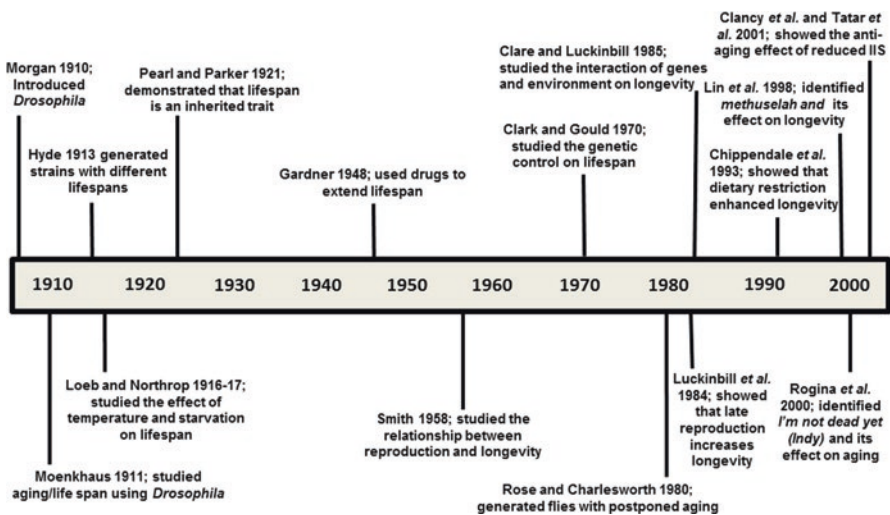 Morgan 1910;
Introduced
Drosophila
Hyde 1913 generated
strains with different
lifespans
Pearl and Parker 1921;
demonstrated that lifespan
is an inherited trait
Gardner 1948; used drugs to
extend lifespan
Clark and Gould 1970;
studied the genetic
control on lifespan
Clare and Luckinbill 1985;
studied the interaction of genes
and environment on longevity
Chippendale et al.
1993; showed that
dietary restriction
enhanced longevity
Lin et al. 1998; identified
methuselah and its
effect on longevity
Clancy et al. and Tatar et
al. 2001; showed the anti-
aging effect of reduced IIS
1910 1920 1930 1940 1950 1960 1970 1980 1990 2000
Moenkhaus 1911; studied
aging/life span using Drosophila
Loeb and Northrop 1916-17;
studied the effect of
temperature and starvation
on lifespan
Smith 1958; studied the
relationship between
reproduction and longevity
Rose and Charlesworth 1980;
generated flies with postponed aging
Luckinbill et al.
1984; showed
that late
reproduction
increases
longevity
Rogina et al.
2000; identified
I'm not dead yet
(Indy) and its
effect on aging